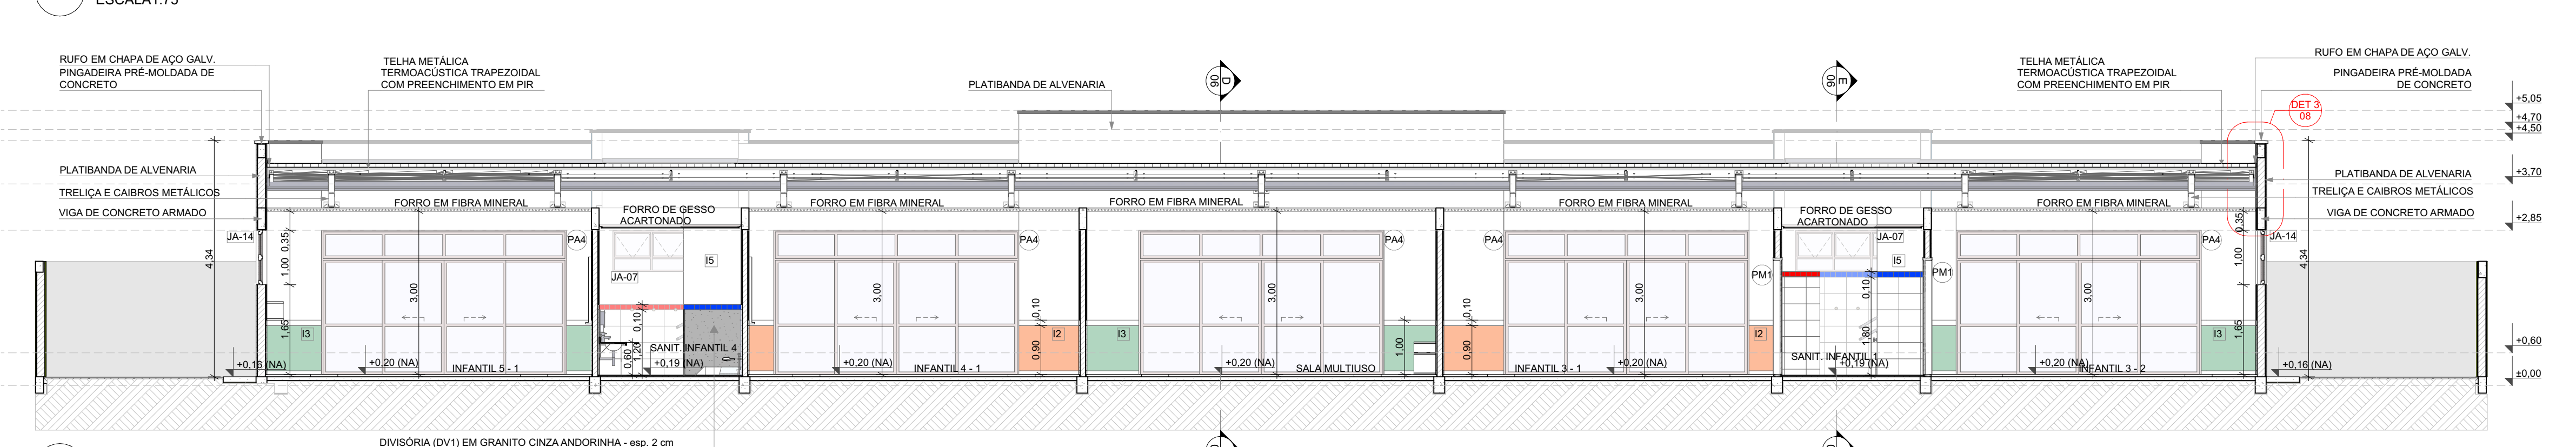 ESCALA1:75
RUFO EM CHAPA DE AÇO GALV.
PINGADEIRA PRÉ-MOLDADA DE
CONCRETO
TELHA METÁLICA
TERMOACÚSTICA TRAPEZOIDAL
COM PREENCHIMENTO EM PIR
PLATIBANDA DE ALVENARIA
D
06
E
06
TELHA METÁLICA
TERMOACÚSTICA TRAPEZOIDAL
COM PREENCHIMENTO EM PIR
RUFO EM CHAPA DE AÇO GALV.
PINGADEIRA PRÉ-MOLDADA
DE CONCRETO
DET 3
08
+5,05
+4,70
+4,50
+3,70
+2,85
+0,60
±0,00
PLATIBANDA DE ALVENARIA
TRELIÇA E CAIBROS METÁLICOS
VIGA DE CONCRETO ARMADO
PLATIBANDA DE ALVENARIA
TRELIÇA E CAIBROS METÁLICOS
VIGA DE CONCRETO ARMADO
FORRO EM FIBRA MINERAL
FORRO DE GESSO
ACARTONADO
FORRO EM FIBRA MINERAL
FORRO EM FIBRA MINERAL
FORRO EM FIBRA MINERAL
FORRO DE GESSO
ACARTONADO
FORRO EM FIBRA MINERAL
4,34
JA-14
0,35
1,00
1,65
I3
3,00
PA4
+0,16 (NA)
+0,20 (NA)
INFANTIL 5 - 1
JA-07
I5
0,10
1,20
0,60
SANIT. INFANTIL 4
+0,19 (NA)
3,00
PA4
0,10
0,90
I2
+0,20 (NA)
INFANTIL 4 - 1
I3
3,00
PA4
1,00
+0,20 (NA)
SALA MULTIUSO
0,10
0,90
PA4
3,00
I2
PM1
INFANTIL 3 - 1
+0,20 (NA)
JA-07
I5
0,10
1,80
SANIT. INFANTIL 1
+0,19 (NA)
PM1
3,00
PA4
I3
+0,20 (NA)
INFANTIL 3 - 2
0,35
1,00
1,65
JA-14
4,34
+0,16 (NA)
DIVISÓRIA (DV1) EM GRANITO CINZA ANDORINHA - esp. 2 cm